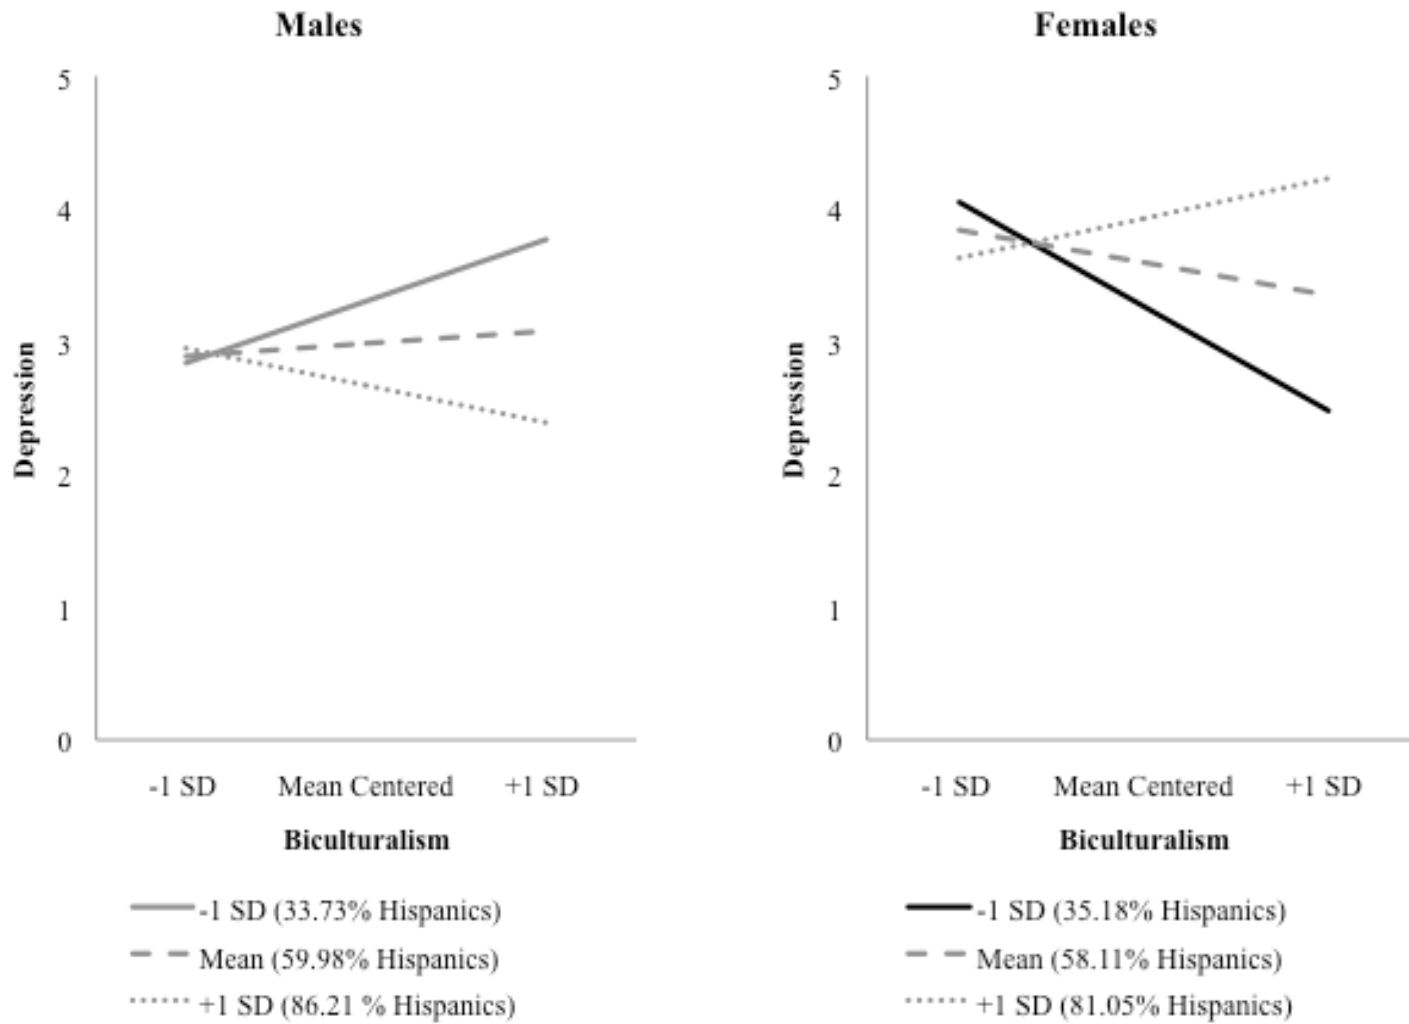 Males
5
4
3
2
1
0
Depression
-1 SD Mean Centered +1 SD
Biculturalism
-1 SD (33.73% Hispanics)
Mean (59.98% Hispanics)
+1 SD (86.21 % Hispanics)
Females
5
4
3
2
1
0
Depression
-1 SD Mean Centered +1 SD
Biculturalism
-1 SD (35.18% Hispanics)
Mean (58.11% Hispanics)
+1 SD (81.05% Hispanics)